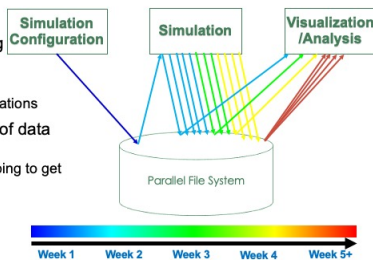 Simulation
Configuration
Simulation
Visualization
/Analysis
g
ations
of data
ping to get
Parallel File System
Week 1 Week 2 Week 3 Week 4 Week 5+